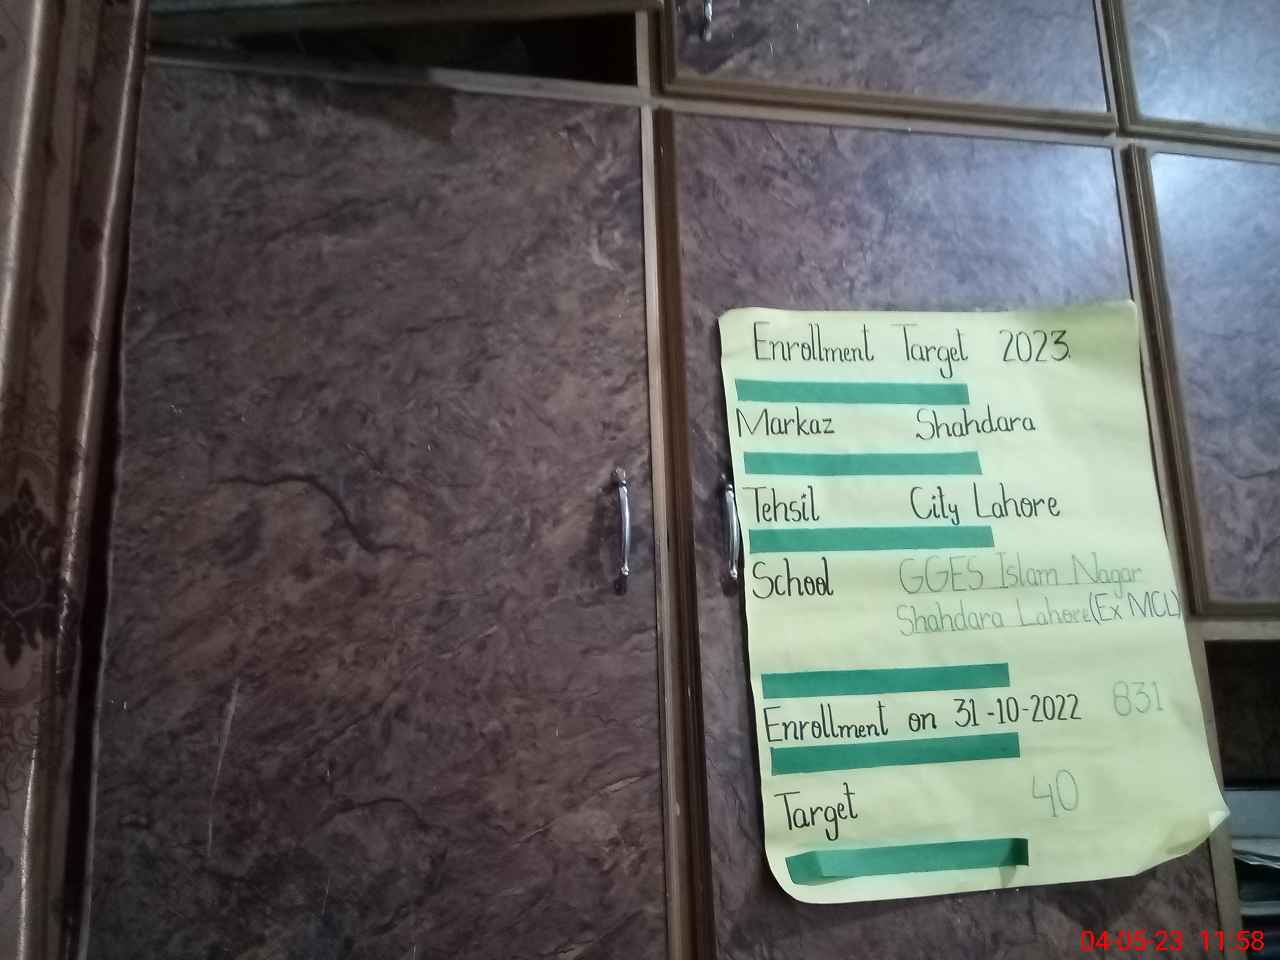 Enrollment Target 2023.
Markaz Shahdara
Tehsil City Lahore
School GGES Islam Nagar
Shahdara Lahore(Ex MCL)
Enrollment on 31-10-2022 831
Target 40
04-05-23 11:58